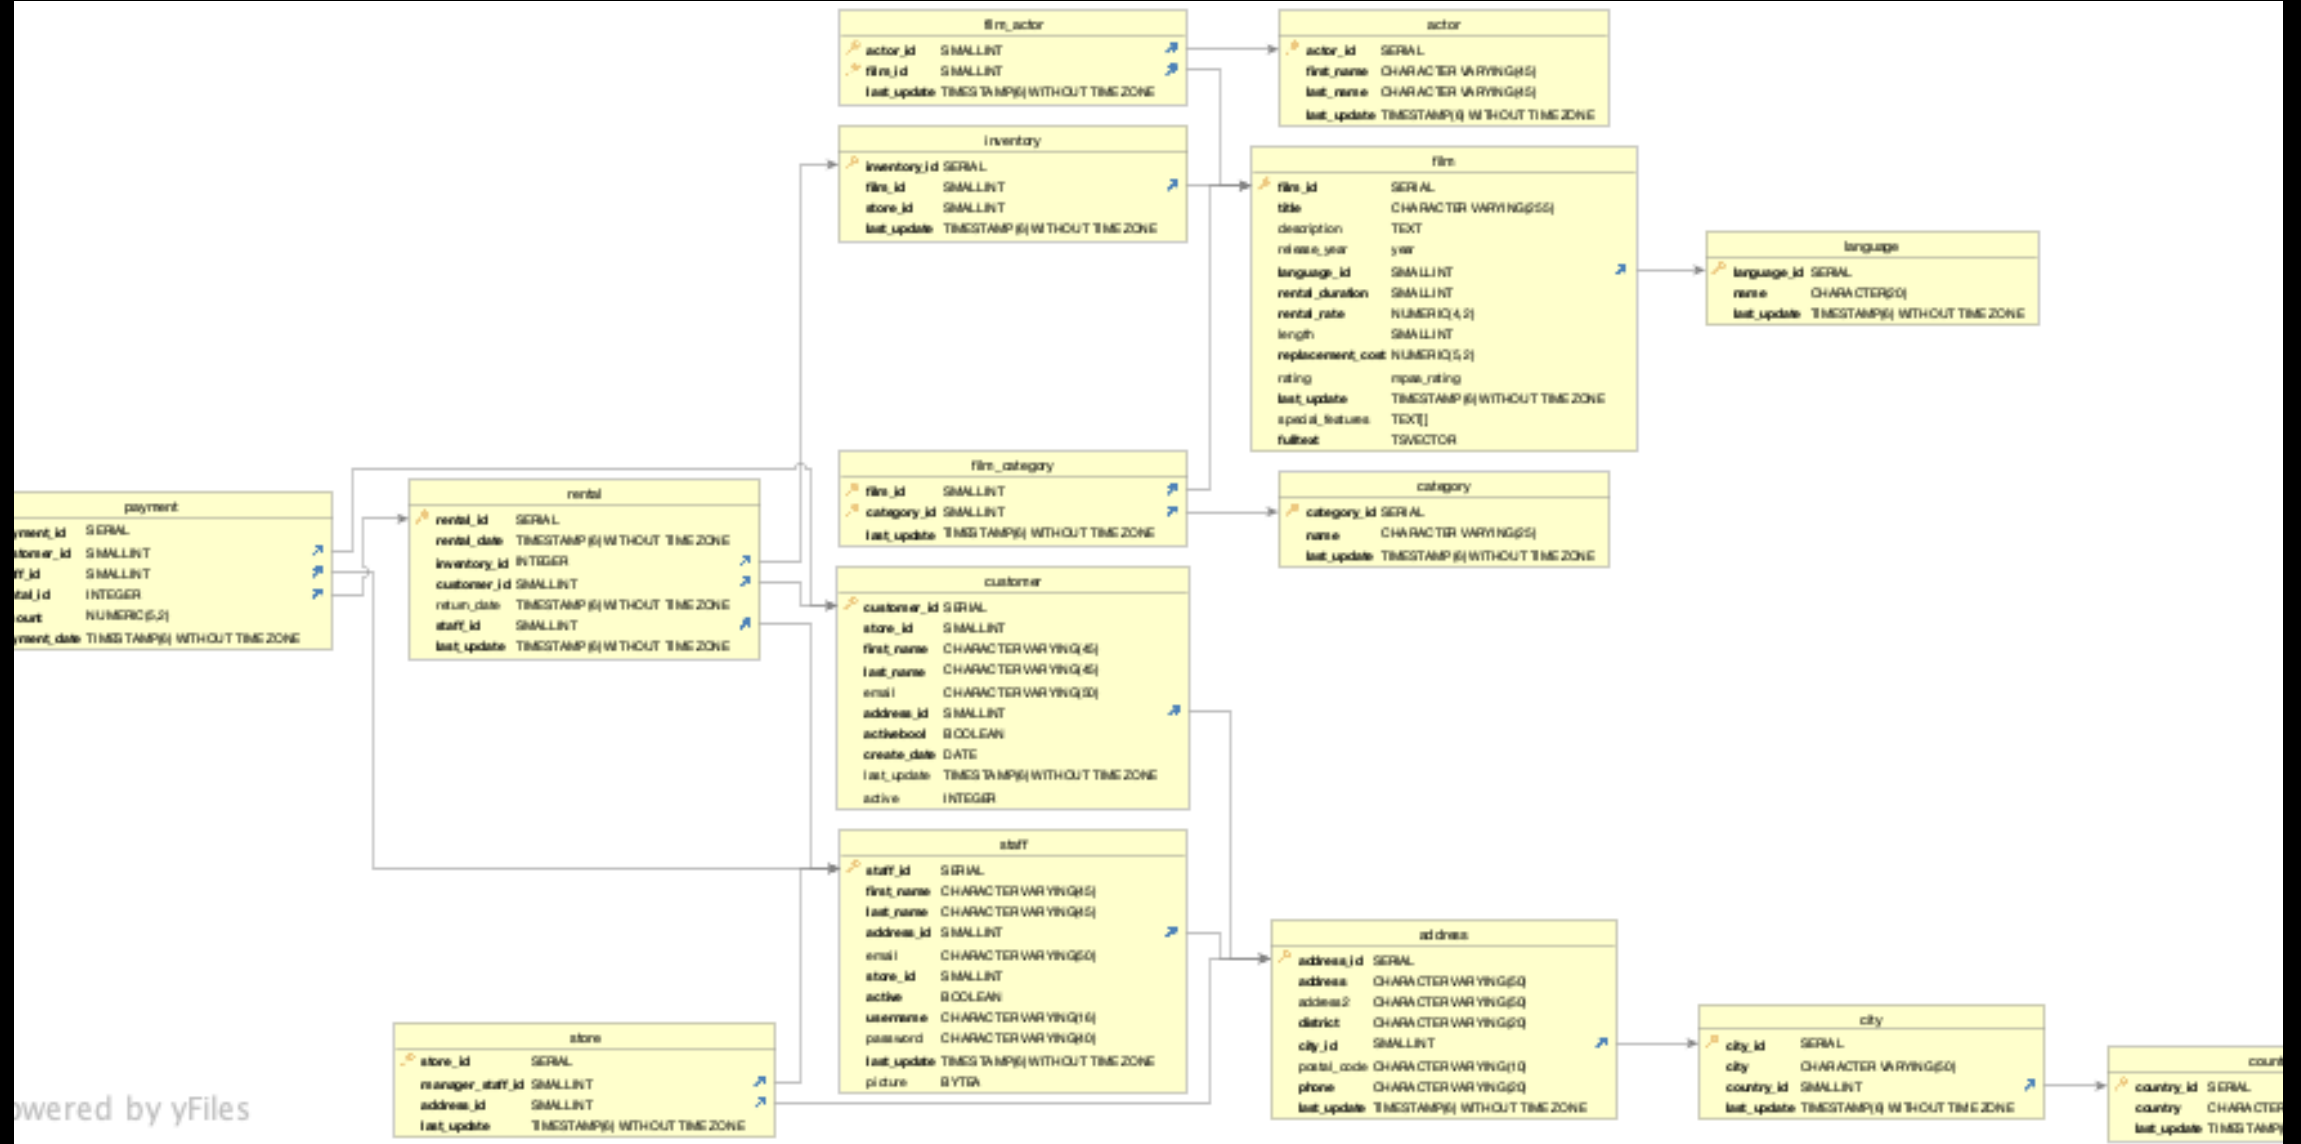 film_actor
actor_id SMALLINT
film_id SMALLINT
last_update TIMESTAMP(6) WITHOUT TIME ZONE
actor
actor_id SERIAL
first_name CHARACTER VARYING(45)
last_name CHARACTER VARYING(45)
last_update TIMESTAMP(6) WITHOUT TIME ZONE
inventory
inventory_id SERIAL
film_id SMALLINT
store_id SMALLINT
last_update TIMESTAMP(6) WITHOUT TIME ZONE
film
film_id SERIAL
title CHARACTER VARYING(255)
description TEXT
release_year year
language_id SMALLINT
rental_duration SMALLINT
rental_rate NUMERIC(4,2)
length SMALLINT
replacement_cost NUMERIC(5,2)
rating mpaa_rating
last_update TIMESTAMP(6) WITHOUT TIME ZONE
special_features TEXT[]
fulltext TSVECTOR
language
language_id SERIAL
name CHARACTER(20)
last_update TIMESTAMP(6) WITHOUT TIME ZONE
film_category
film_id SMALLINT
category_id SMALLINT
last_update TIMESTAMP(6) WITHOUT TIME ZONE
category
category_id SERIAL
name CHARACTER VARYING(25)
last_update TIMESTAMP(6) WITHOUT TIME ZONE
payment
yment_id SERIAL
stomer_id SMALLINT
ff_id SMALLINT
tal_id INTEGER
ount NUMERIC(5,2)
yment_date TIMESTAMP(6) WITHOUT TIME ZONE
rental
rental_id SERIAL
rental_date TIMESTAMP(6) WITHOUT TIME ZONE
inventory_id INTEGER
customer_id SMALLINT
return_date TIMESTAMP(6) WITHOUT TIME ZONE
staff_id SMALLINT
last_update TIMESTAMP(6) WITHOUT TIME ZONE
customer
customer_id SERIAL
store_id SMALLINT
first_name CHARACTER VARYING(45)
last_name CHARACTER VARYING(45)
email CHARACTER VARYING(50)
address_id SMALLINT
activebool BOOLEAN
create_date DATE
last_update TIMESTAMP(6) WITHOUT TIME ZONE
active INTEGER
staff
staff_id SERIAL
first_name CHARACTER VARYING(45)
last_name CHARACTER VARYING(45)
address_id SMALLINT
email CHARACTER VARYING(50)
store_id SMALLINT
active BOOLEAN
username CHARACTER VARYING(16)
password CHARACTER VARYING(40)
last_update TIMESTAMP(6) WITHOUT TIME ZONE
picture BYTEA
address
address_id SERIAL
address CHARACTER VARYING(50)
address2 CHARACTER VARYING(50)
district CHARACTER VARYING(20)
city_id SMALLINT
postal_code CHARACTER VARYING(10)
phone CHARACTER VARYING(20)
last_update TIMESTAMP(6) WITHOUT TIME ZONE
city
city_id SERIAL
city CHARACTER VARYING(50)
country_id SMALLINT
last_update TIMESTAMP(6) WITHOUT TIME ZONE
count
country_id SERIAL
country CHARACTER
last_update TIMESTAMP(
store
store_id SERIAL
manager_staff_id SMALLINT
address_id SMALLINT
last_update TIMESTAMP(6) WITHOUT TIME ZONE
owered by yFiles